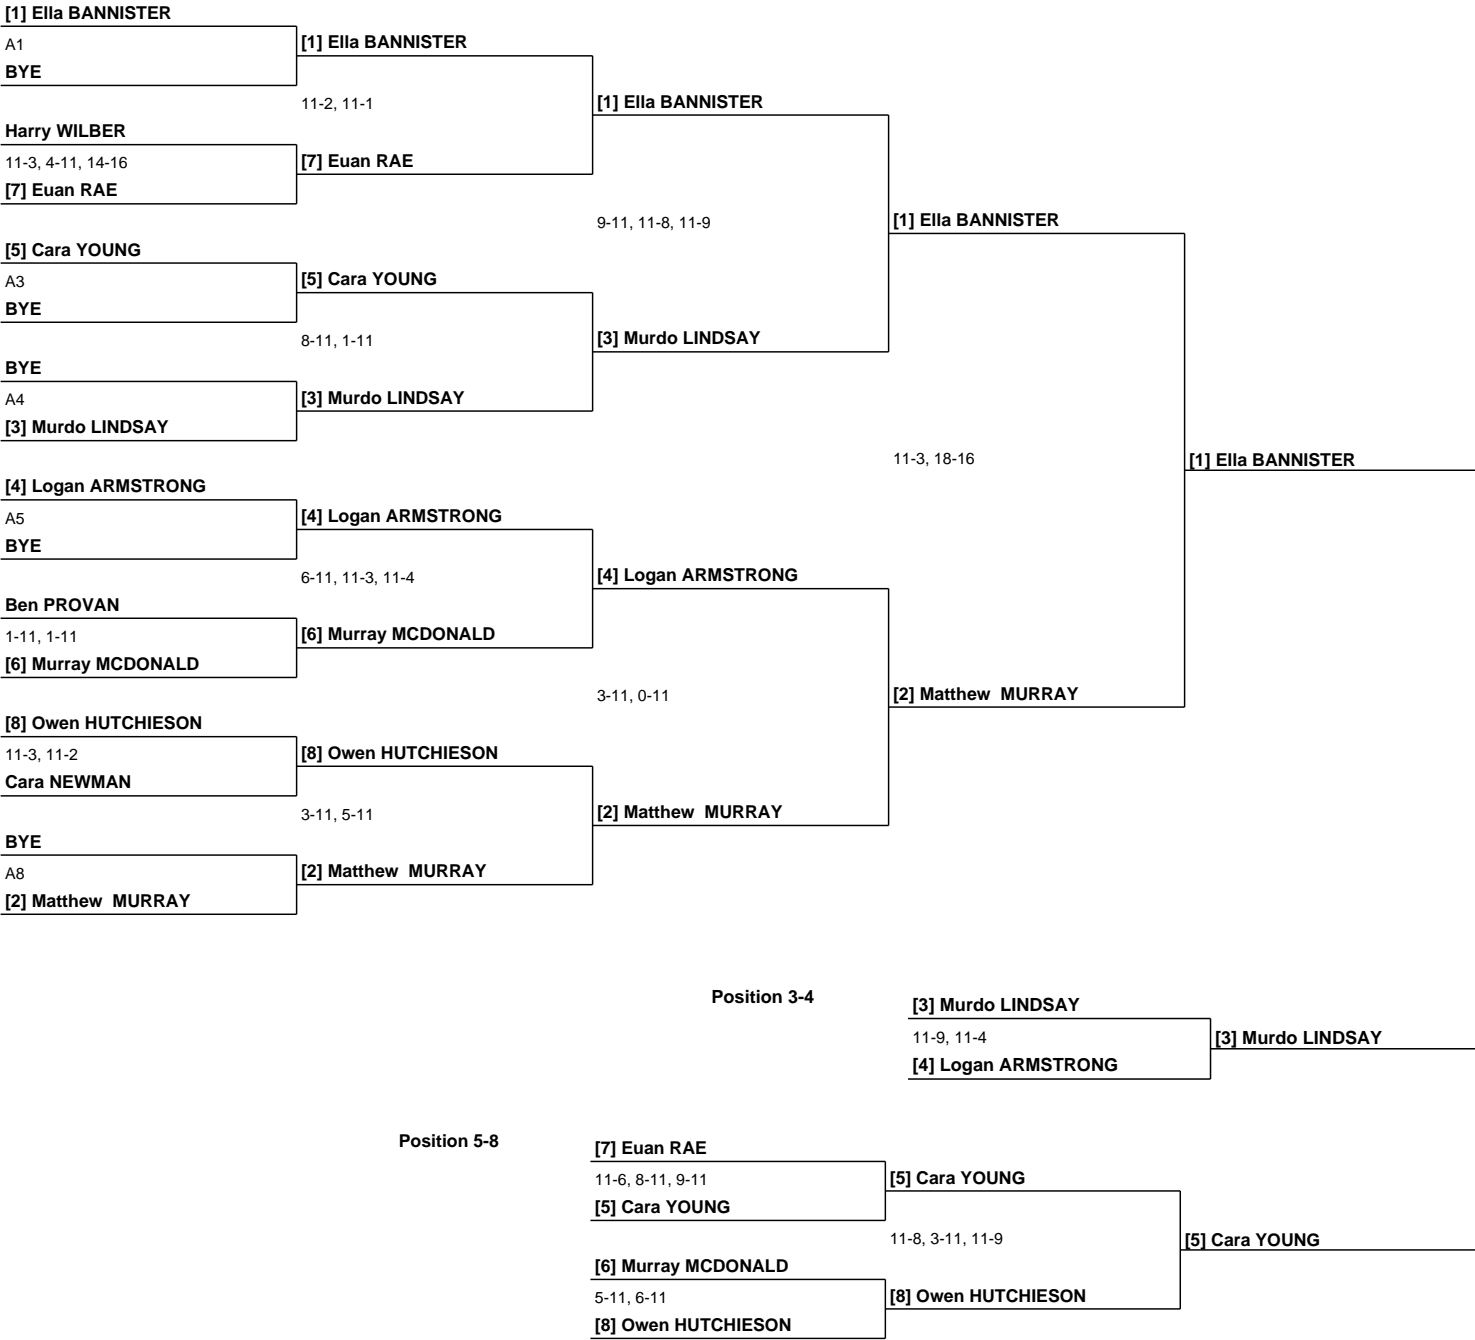 [1] Ella BANNISTER
A1
BYE
[1] Ella BANNISTER
11-2, 11-1
Harry WILBER
11-3, 4-11, 14-16
[7] Euan RAE
[7] Euan RAE
[1] Ella BANNISTER
9-11, 11-8, 11-9
[5] Cara YOUNG
A3
BYE
[5] Cara YOUNG
8-11, 1-11
BYE
A4
[3] Murdo LINDSAY
[3] Murdo LINDSAY
[3] Murdo LINDSAY
[1] Ella BANNISTER
11-3, 18-16
[1] Ella BANNISTER
[4] Logan ARMSTRONG
A5
BYE
[4] Logan ARMSTRONG
6-11, 11-3, 11-4
Ben PROVAN
1-11, 1-11
[6] Murray MCDONALD
[6] Murray MCDONALD
[4] Logan ARMSTRONG
3-11, 0-11
[8] Owen HUTCHIESON
11-3, 11-2
Cara NEWMAN
[8] Owen HUTCHIESON
3-11, 5-11
BYE
A8
[2] Matthew  MURRAY
[2] Matthew  MURRAY
[2] Matthew  MURRAY
[2] Matthew  MURRAY
Position 3-4
[3] Murdo LINDSAY
11-9, 11-4
[4] Logan ARMSTRONG
[3] Murdo LINDSAY
Position 5-8
[7] Euan RAE
11-6, 8-11, 9-11
[5] Cara YOUNG
[5] Cara YOUNG
11-8, 3-11, 11-9
[5] Cara YOUNG
[6] Murray MCDONALD
5-11, 6-11
[8] Owen HUTCHIESON
[8] Owen HUTCHIESON